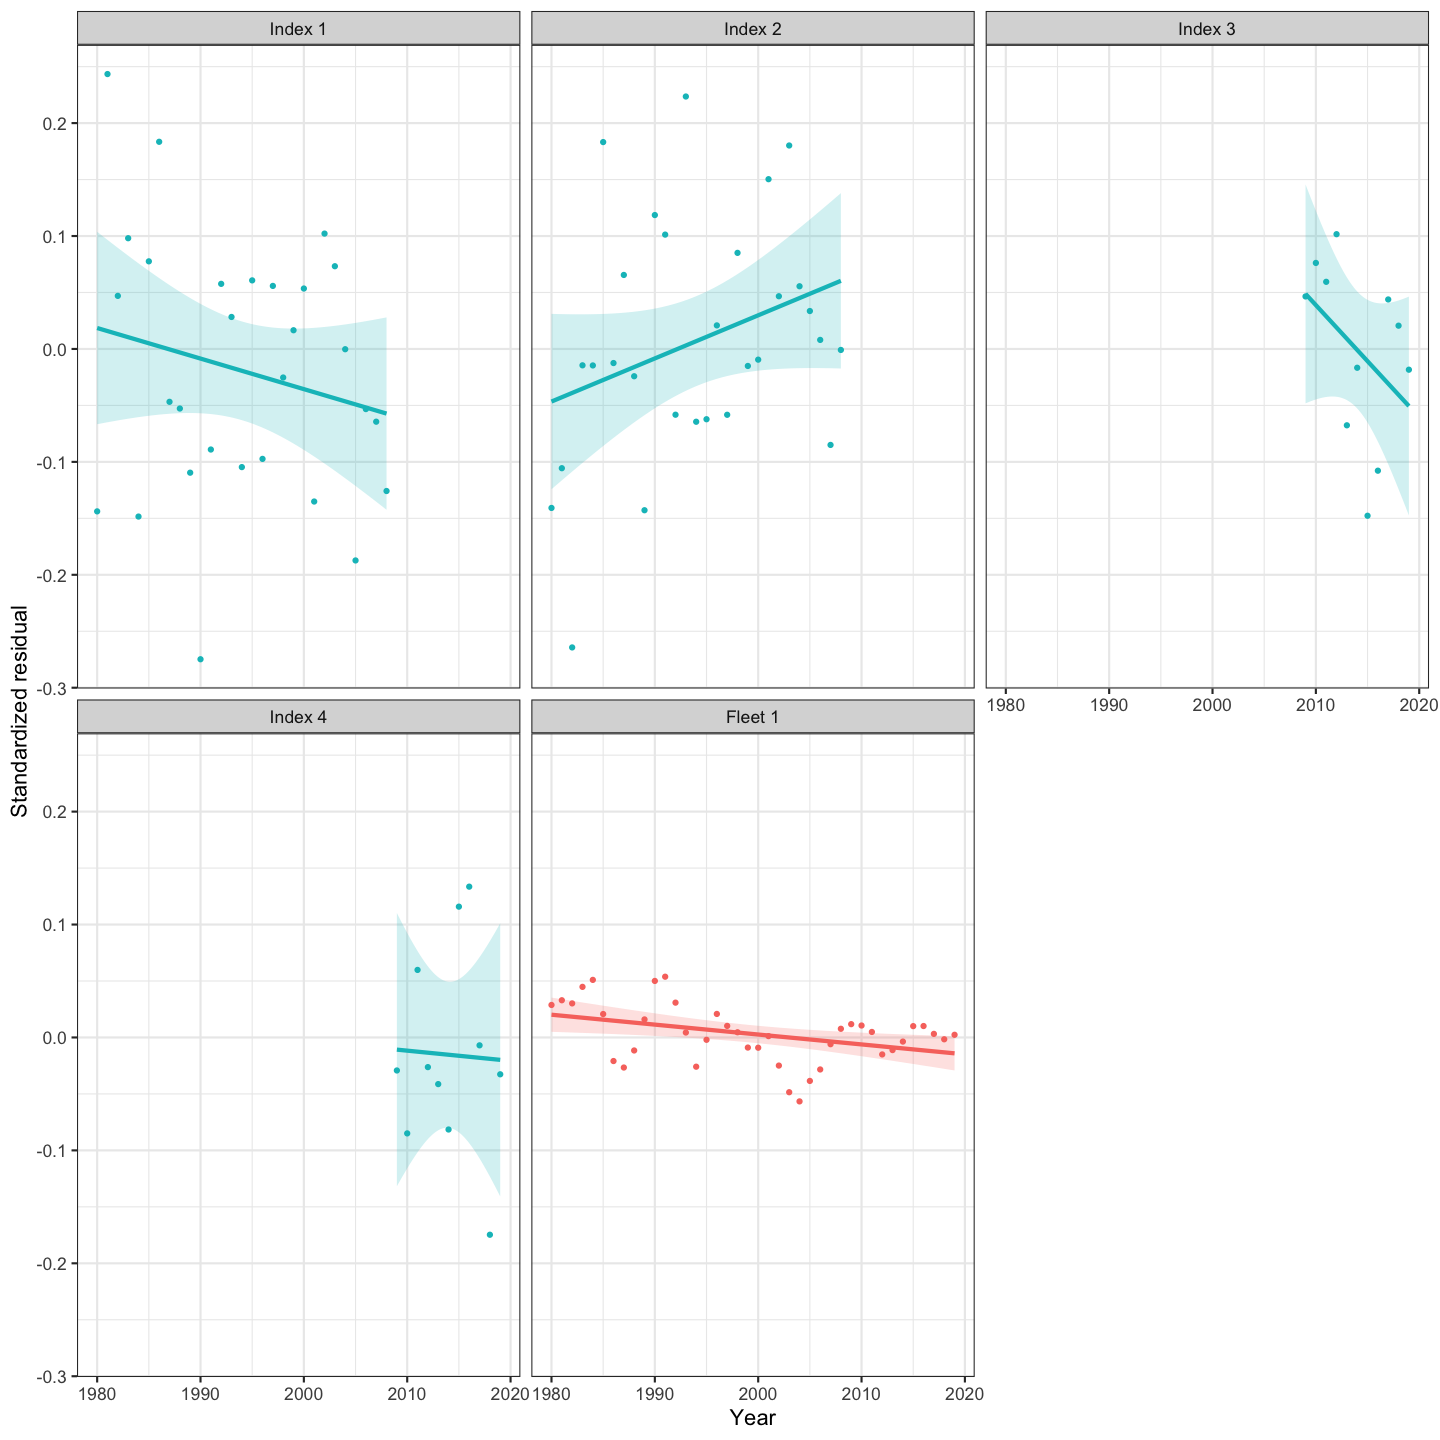 Index 1
Index 2
Index 3
0.2
0.1
0.0
-0.1
-0.2
-0.3
1980 1990 2000 2010 2020
Standardized residual
Index 4
Fleet 1
0.2
0.1
0.0
-0.1
-0.2
-0.3
1980 1990 2000 2010 2020
1980 1990 2000 2010 2020
Year